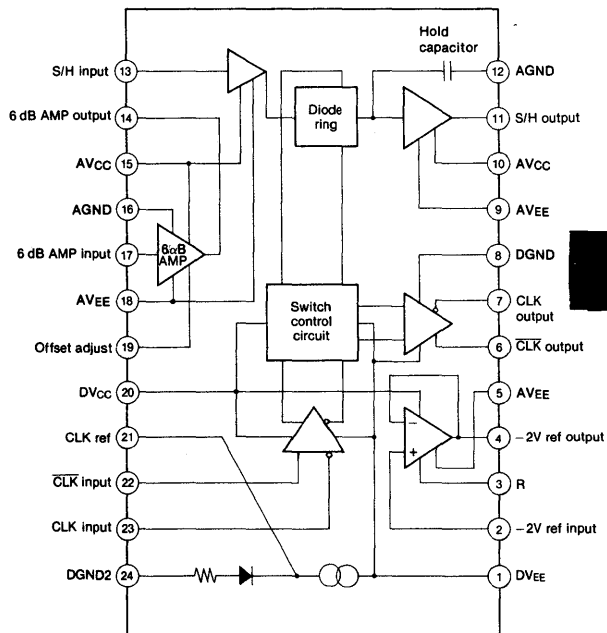 Hold
capacitor
S/H input 13
12 AGND
6 dB AMP output 14
Diode
ring
11 S/H output
AVCC 15
10 AVCC
AGND 16
9 AVEE
6 dB AMP input 17
6 dB
AMP
8 DGND
AVEE 18
Switch
control
circuit
7 CLK
output
Offset adjust 19
6 CLK output
DVCC 20
5 AVEE
CLK ref 21
−
+
4 −2V ref output
CLK input 22
3 R
CLK input 23
2 −2V ref input
DGND2 24
1 DVEE